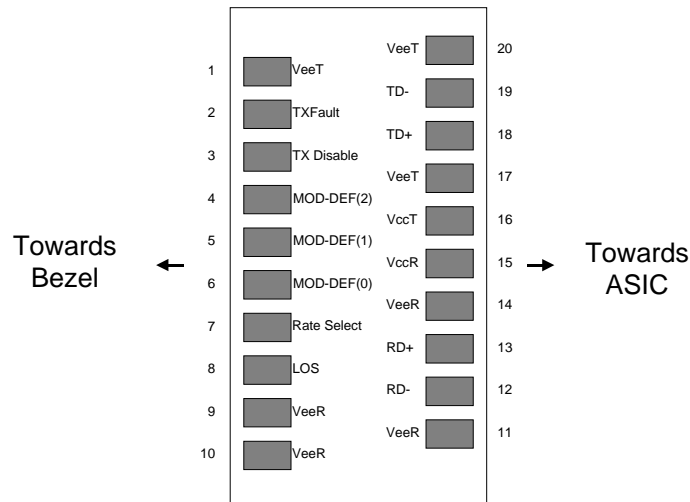 VeeT 20
1 VeeT
TD- 19
2 TXFault
TD+ 18
3 TX Disable
VeeT 17
4 MOD-DEF(2)
VccT 16
5 MOD-DEF(1)
Towards
Bezel
VccR 15
Towards
ASIC
6 MOD-DEF(0)
VeeR 14
7 Rate Select
RD+ 13
8 LOS
RD- 12
9 VeeR
VeeR 11
10 VeeR